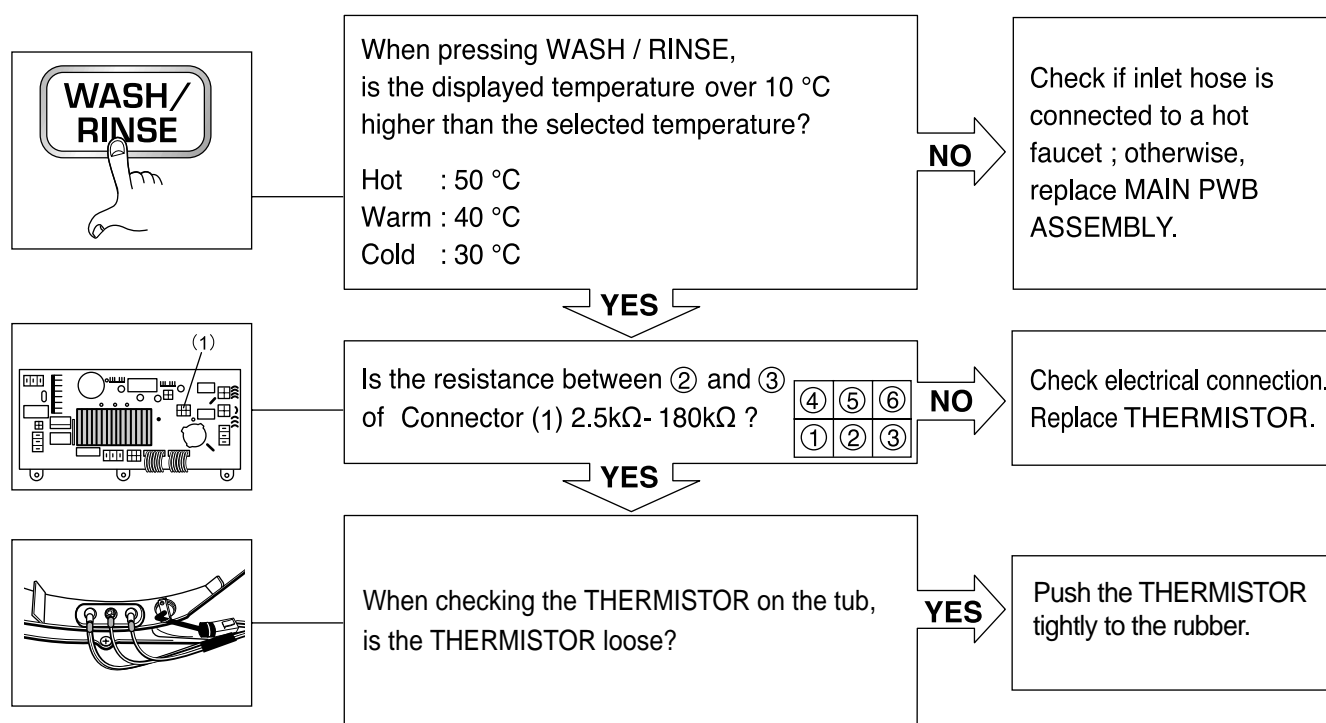 WASH/
RINSE
When pressing WASH / RINSE,
is the displayed temperature over 10 °C
higher than the selected temperature?
Hot : 50 °C
Warm : 40 °C
Cold : 30 °C
NO
Check if inlet hose is
connected to a hot
faucet ; otherwise,
replace MAIN PWB
ASSEMBLY.
YES
(1)
Is the resistance between ② and ③
of Connector (1) 2.5kΩ- 180kΩ ?
④ ⑤ ⑥
① ② ③
NO
Check electrical connection.
Replace THERMISTOR.
YES
When checking the THERMISTOR on the tub,
is the THERMISTOR loose?
YES
Push the THERMISTOR
tightly to the rubber.